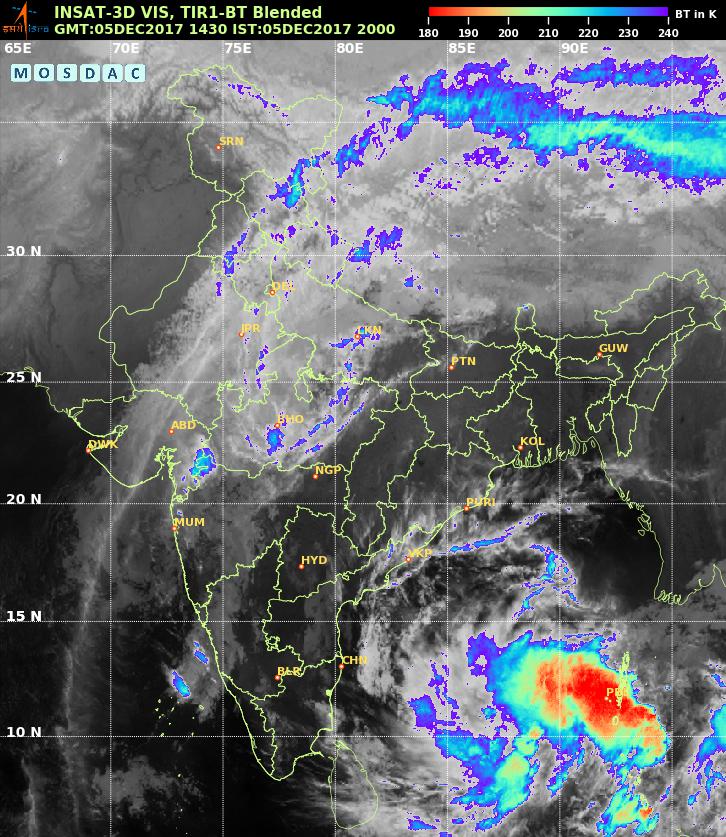 INSAT-3D VIS, TIR1-BT Blended
GMT:05DEC2017 1430 IST:05DEC2017 2000
BT in K
180 190 200 220 230 240
65E 70E 75E 80E 85E 90E
MOSDAC
SRN
30 N
DEL
JPR
LKN
GUW
PTN
25 N
ABD
BHO
DWK
KOL
NGP
20 N
PURI
MUM
VKP
HYD
15 N
CHN
BLR
10 N